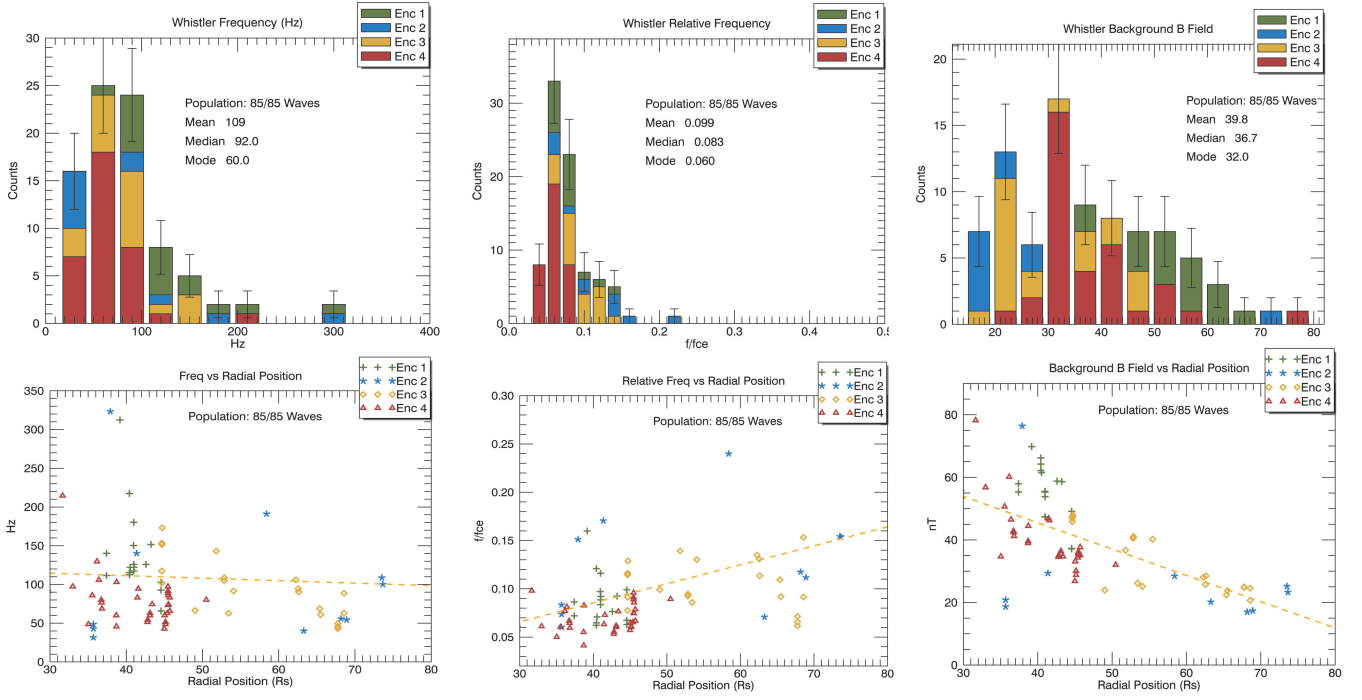 Whistler Frequency (Hz)
Enc 1
Enc 2
Enc 3
Enc 4
30
25
20
15
10
5
0
Counts
Population: 85/85 Waves
Mean 109
Median 92.0
Mode 60.0
0 100 200 300 400
Hz
Whistler Relative Frequency
Enc 1
Enc 2
Enc 3
Enc 4
30
20
10
0
Counts
Population: 85/85 Waves
Mean 0.099
Median 0.083
Mode 0.060
0.0 0.1 0.2 0.3 0.4 0.5
f/fce
Whistler Background B Field
Enc 1
Enc 2
Enc 3
Enc 4
20
15
10
5
0
Counts
Population: 85/85 Waves
Mean 39.8
Median 36.7
Mode 32.0
20 30 40 50 60 70 80
Freq vs Radial Position
Enc 1
Enc 2
Enc 3
Enc 4
Population: 85/85 Waves
350
300
250
200
150
100
50
0
Hz
30 40 50 60 70 80
Radial Position (Rs)
Relative Freq vs Radial Position
Enc 1
Enc 2
Enc 3
Enc 4
Population: 85/85 Waves
0.30
0.25
0.20
0.15
0.10
0.05
0.00
f/fce
30 40 50 60 70 80
Radial Position (Rs)
Background B Field vs Radial Position
Enc 1
Enc 2
Enc 3
Enc 4
Population: 85/85 Waves
80
60
40
20
0
nT
30 40 50 60 70 80
Radial Position (Rs)